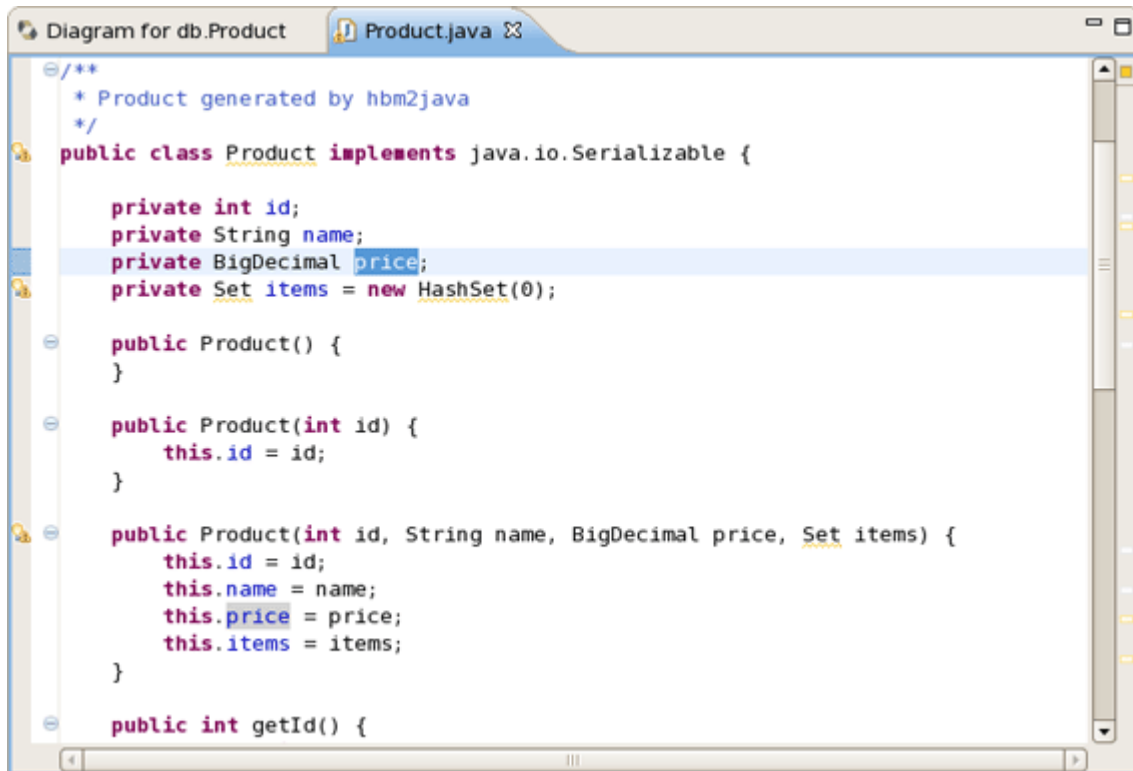 Diagram for db.Product
Product.java
/**
 * Product generated by hbm2java
 */
public class Product implements java.io.Serializable {
    private int id;
    private String name;
    private BigDecimal price;
    private Set items = new HashSet(0);
    public Product() {
    }
    public Product(int id) {
        this.id = id;
    }
    public Product(int id, String name, BigDecimal price, Set items) {
        this.id = id;
        this.name = name;
        this.price = price;
        this.items = items;
    }
    public int getId() {